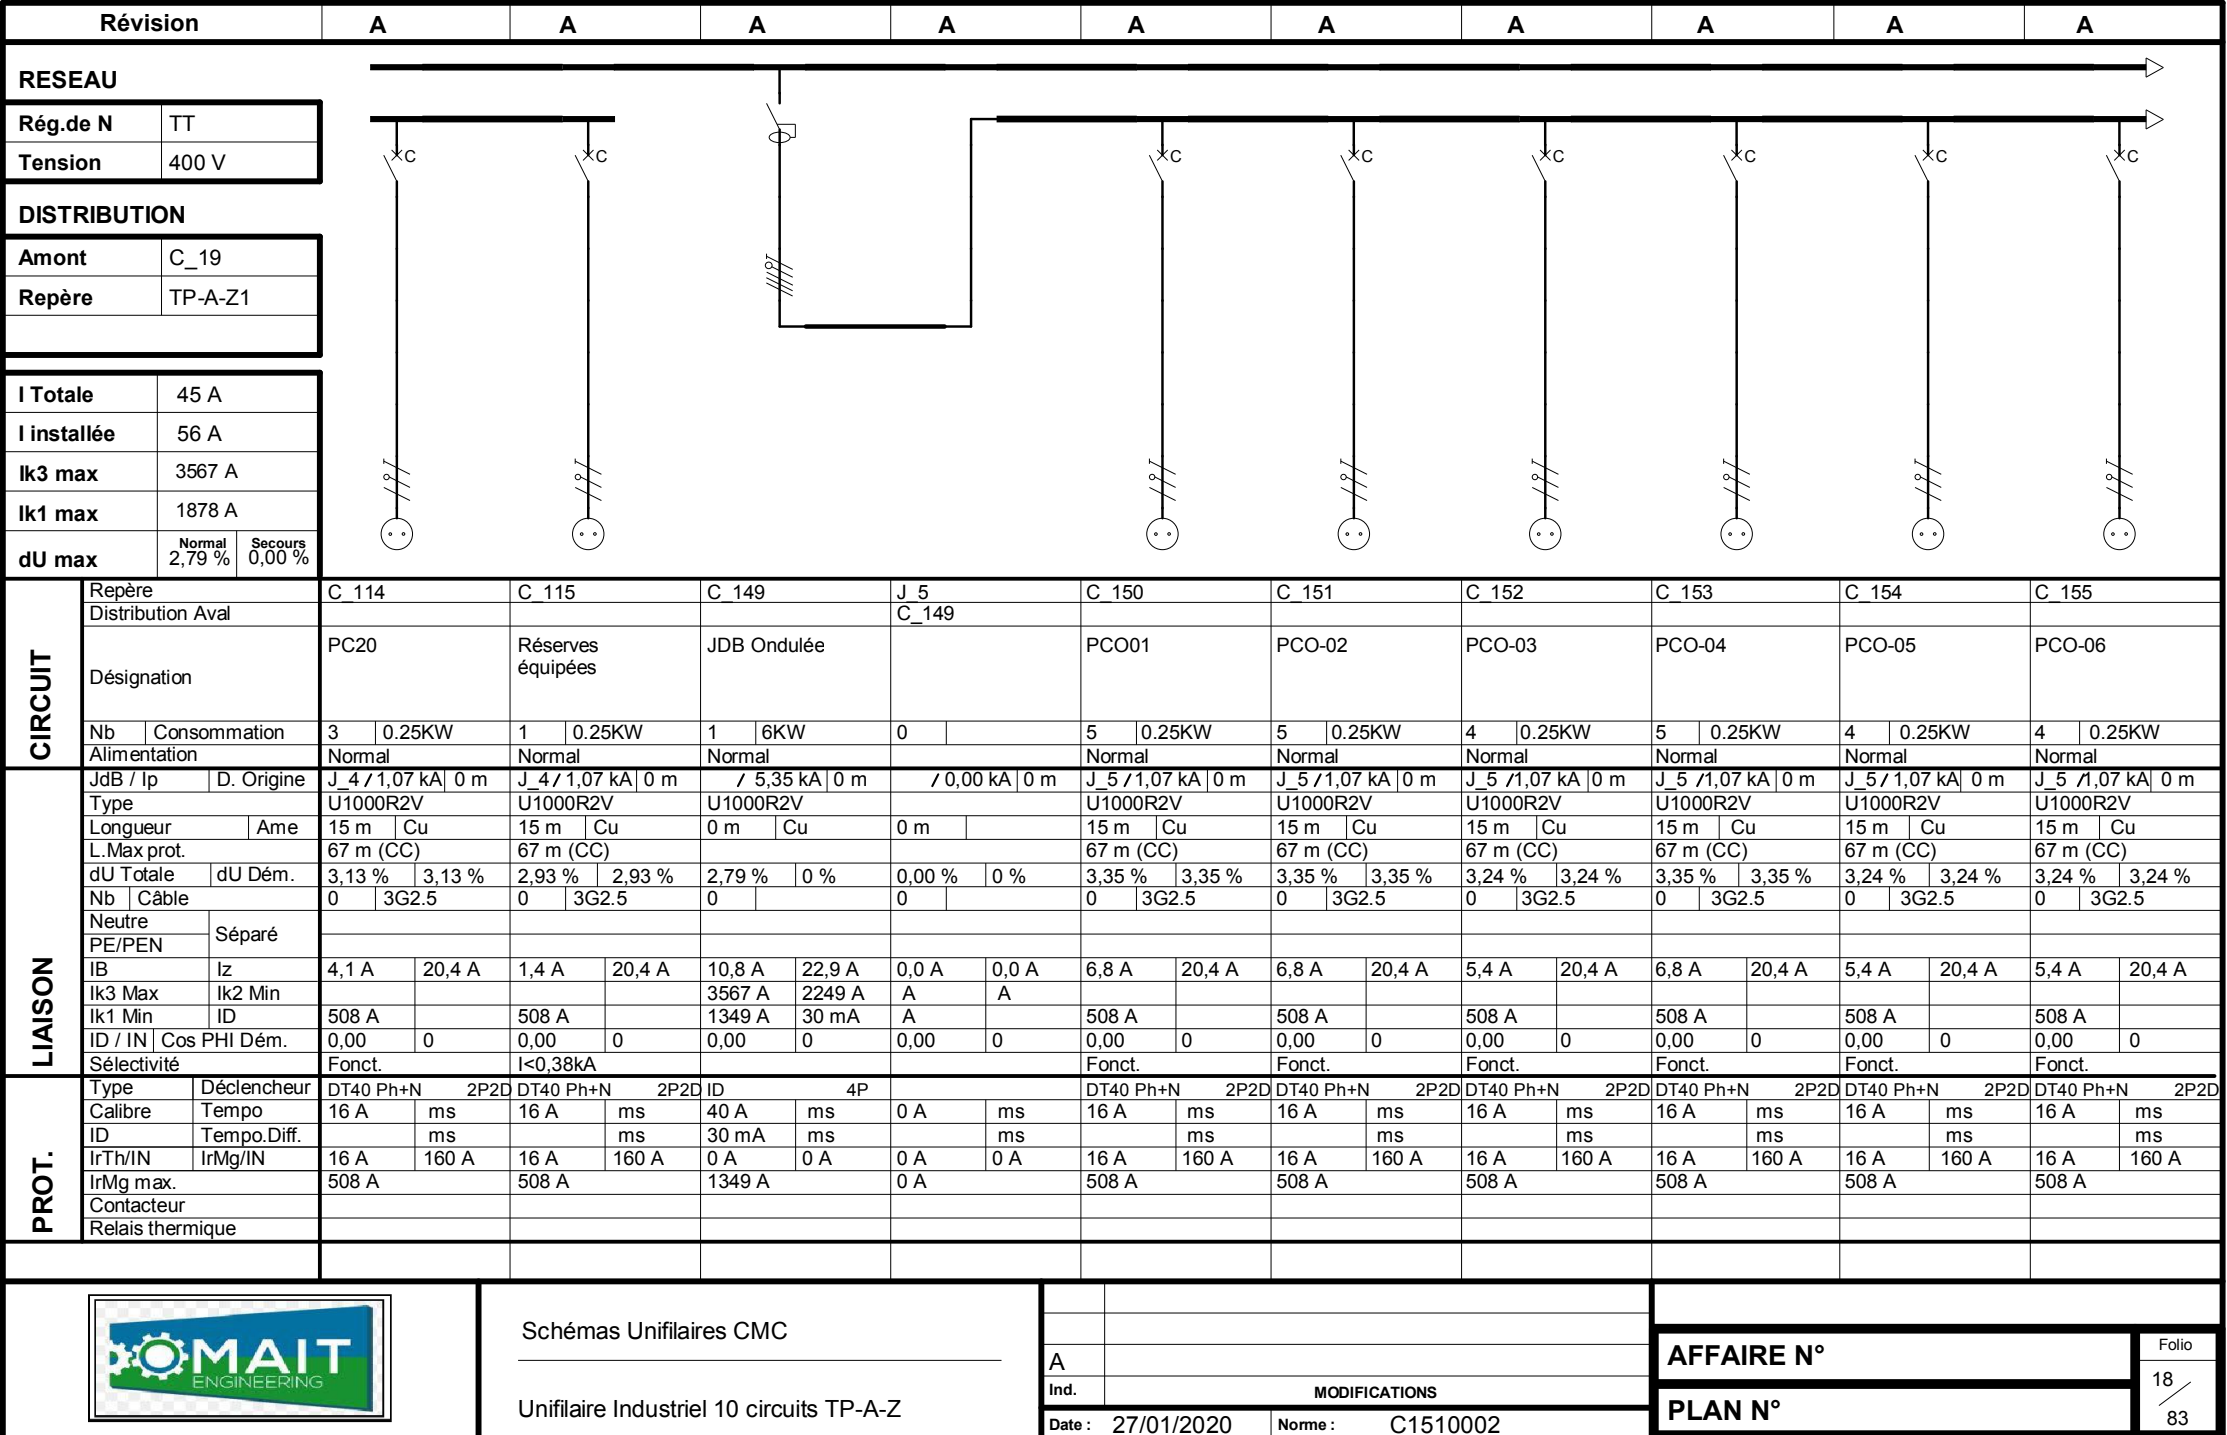 Révision A A A A A A A A A A
RESEAU
Rég.de N TT
Tension 400 V
C C C C C C C C
DISTRIBUTION
Amont C_19
Repère TP-A-Z1
I Totale 45 A
I installée 56 A
Ik3 max 3567 A
Ik1 max 1878 A
Normal Secours
dU max 2,79 % 0,00 %
CIRCUIT
Repère C_114 C_115 C_149 J_5 C_150 C_151 C_152 C_153 C_154 C_155
Distribution Aval C_149
Désignation PC20 Réserves équipées JDB Ondulée PCO01 PCO-02 PCO-03 PCO-04 PCO-05 PCO-06
Nb Consommation 3 0.25KW 1 0.25KW 1 6KW 0 5 0.25KW 5 0.25KW 4 0.25KW 5 0.25KW 4 0.25KW 4 0.25KW
Alimentation Normal Normal Normal Normal Normal Normal Normal Normal Normal
LIAISON
JdB / Ip D. Origine J_4 / 1,07 kA 0 m J_4 / 1,07 kA 0 m / 5,35 kA 0 m / 0,00 kA 0 m J_5 / 1,07 kA 0 m J_5 / 1,07 kA 0 m J_5 / 1,07 kA 0 m J_5 / 1,07 kA 0 m J_5 / 1,07 kA 0 m J_5 / 1,07 kA 0 m
Type U1000R2V U1000R2V U1000R2V U1000R2V U1000R2V U1000R2V U1000R2V U1000R2V U1000R2V
Longueur Ame 15 m Cu 15 m Cu 0 m Cu 0 m 15 m Cu 15 m Cu 15 m Cu 15 m Cu 15 m Cu 15 m Cu
L.Max prot. 67 m (CC) 67 m (CC) 67 m (CC) 67 m (CC) 67 m (CC) 67 m (CC) 67 m (CC) 67 m (CC)
dU Totale dU Dém. 3,13 % 3,13 % 2,93 % 2,93 % 2,79 % 0 % 0,00 % 0 % 3,35 % 3,35 % 3,35 % 3,35 % 3,24 % 3,24 % 3,35 % 3,35 % 3,24 % 3,24 % 3,24 % 3,24 %
Nb Câble 0 3G2.5 0 3G2.5 0 0 0 3G2.5 0 3G2.5 0 3G2.5 0 3G2.5 0 3G2.5 0 3G2.5
Neutre
Séparé
PE/PEN
IB Iz 4,1 A 20,4 A 1,4 A 20,4 A 10,8 A 22,9 A 0,0 A 0,0 A 6,8 A 20,4 A 6,8 A 20,4 A 5,4 A 20,4 A 6,8 A 20,4 A 5,4 A 20,4 A 5,4 A 20,4 A
Ik3 Max Ik2 Min 3567 A 2249 A A A
Ik1 Min ID 508 A 508 A 1349 A 30 mA A 508 A 508 A 508 A 508 A 508 A 508 A
ID / IN Cos PHI Dém. 0,00 0 0,00 0 0,00 0 0,00 0 0,00 0 0,00 0 0,00 0 0,00 0 0,00 0 0,00 0
Sélectivité Fonct. I<0,38kA Fonct. Fonct. Fonct. Fonct. Fonct. Fonct.
PROT.
Type Déclencheur DT40 Ph+N 2P2D DT40 Ph+N 2P2D ID 4P DT40 Ph+N 2P2D DT40 Ph+N 2P2D DT40 Ph+N 2P2D DT40 Ph+N 2P2D DT40 Ph+N 2P2D DT40 Ph+N 2P2D
Calibre Tempo 16 A ms 16 A ms 40 A ms 0 A ms 16 A ms 16 A ms 16 A ms 16 A ms 16 A ms 16 A ms
ID Tempo.Diff. ms ms 30 mA ms ms ms ms ms ms ms ms
IrTh/IN IrMg/IN 16 A 160 A 16 A 160 A 0 A 0 A 0 A 0 A 16 A 160 A 16 A 160 A 16 A 160 A 16 A 160 A 16 A 160 A 16 A 160 A
IrMg max. 508 A 508 A 1349 A 0 A 508 A 508 A 508 A 508 A 508 A 508 A
Contacteur
Relais thermique
OMAIT
ENGINEERING
Schémas Unifilaires CMC
Unifilaire Industriel 10 circuits TP-A-Z
A
Ind. MODIFICATIONS
Date : 27/01/2020 Norme : C1510002
AFFAIRE N°
PLAN N°
Folio
18
83